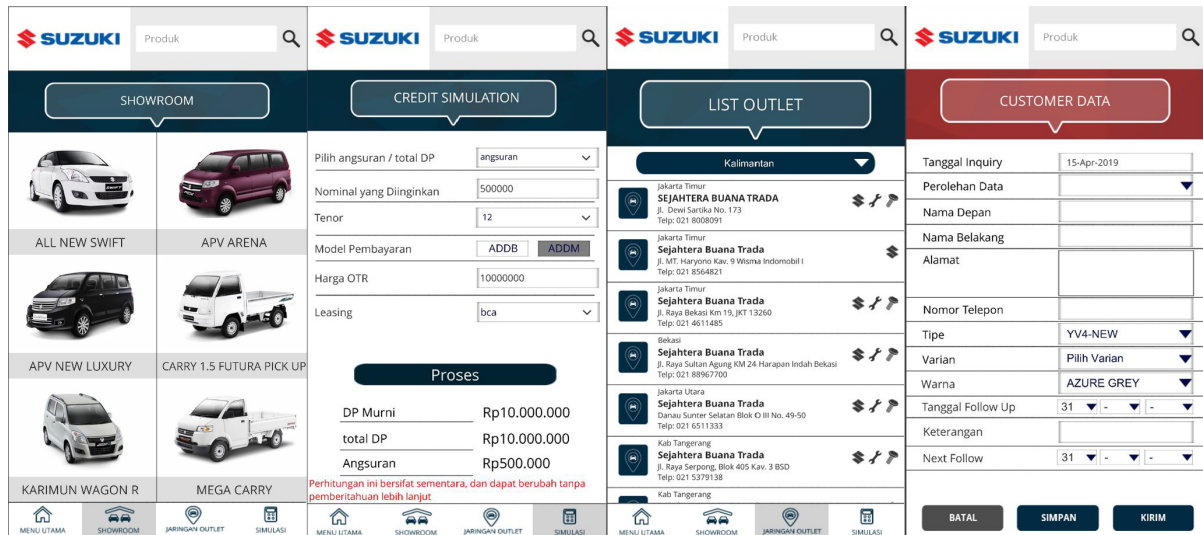 SUZUKI
Produk
SHOWROOM
SWIFT
ALL NEW SWIFT
APV ARENA
APV NEW LUXURY
CARRY 1.5 FUTURA PICK UP
KARIMUN WAGON R
MEGA CARRY
MENU UTAMA
SHOWROOM
JARINGAN OUTLET
SIMULASI
SUZUKI
Produk
CREDIT SIMULATION
Pilih angsuran / total DP
angsuran
Nominal yang Diinginkan
500000
Tenor
12
Model Pembayaran
ADDB
ADDM
Harga OTR
10000000
Leasing
bca
Proses
DP Murni
Rp10.000.000
total DP
Rp10.000.000
Angsuran
Rp500.000
Perhitungan ini bersifat sementara, dan dapat berubah tanpa
pemberitahuan lebih lanjut
MENU UTAMA
SHOWROOM
JARINGAN OUTLET
SIMULASI
SUZUKI
Produk
LIST OUTLET
Kalimantan
Jakarta Timur
SEJAHTERA BUANA TRADA
Jl. Dewi Sartika No. 173
Telp: 021 8008091
Jakarta Timur
Sejahtera Buana Trada
Jl. MT. Haryono Kav. 9 Wisma Indomobil I
Telp: 021 8564821
Jakarta Timur
Sejahtera Buana Trada
Jl. Raya Bekasi Km 19, JKT 13260
Telp: 021 4611485
Bekasi
Sejahtera Buana Trada
Jl. Raya Sultan Agung KM 24 Harapan Indah Bekasi
Telp: 021 88967700
Jakarta Utara
Sejahtera Buana Trada
Danau Sunter Selatan Blok O III No. 49-50
Telp: 021 6511333
Kab Tangerang
Sejahtera Buana Trada
Jl. Raya Serpong, Blok 405 Kav. 3 BSD
Telp: 021 5379138
Kab Tangerang
MENU UTAMA
SHOWROOM
JARINGAN OUTLET
SIMULASI
SUZUKI
Produk
CUSTOMER DATA
Tanggal Inquiry
15-Apr-2019
Perolehan Data
Nama Depan
Nama Belakang
Alamat
Nomor Telepon
Tipe
YV4-NEW
Varian
Pilih Varian
Warna
AZURE GREY
Tanggal Follow Up
31 - -
Keterangan
Next Follow
31 - -
BATAL
SIMPAN
KIRIM